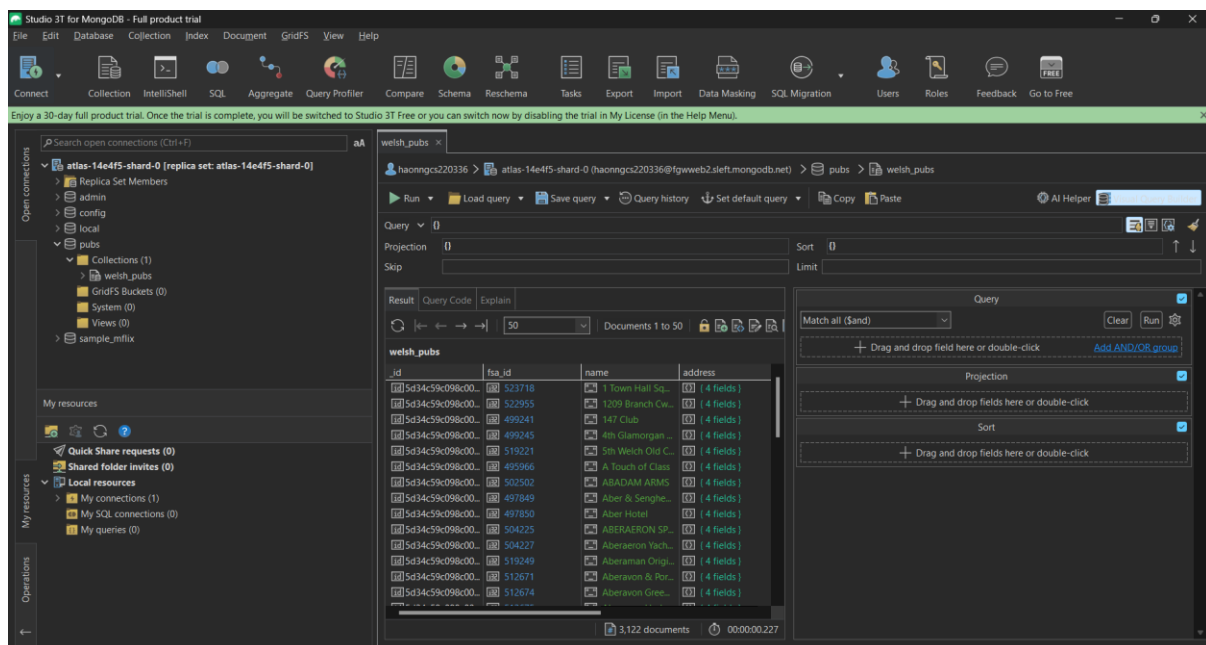 Studio 3T for MongoDB - Full product trial
File Edit Database Collection Index Document GridFS View Help
Connect Collection IntelliShell SQL Aggregate Query Profiler Compare Schema Reschema Tasks Export Import Data Masking SQL Migration Users Roles Feedback Go to Free
FREE
Enjoy a 30-day full product trial. Once the trial is complete, you will be switched to Studio 3T Free or you can switch now by disabling the trial in My License (in the Help Menu).
Open connections
Search open connections (Ctrl+F) aA
atlas-14e4f5-shard-0 [replica set: atlas-14e4f5-shard-0]
Replica Set Members
admin
config
local
pubs
Collections (1)
welsh_pubs
GridFS Buckets (0)
System (0)
Views (0)
sample_mflix
My resources
My resources
Quick Share requests (0)
Shared folder invites (0)
Local resources
My connections (1)
My SQL connections (0)
My queries (0)
Operations
welsh_pubs
haonngcs220336 > atlas-14e4f5-shard-0 (haonngcs220336@fgwweb2.sleft.mongodb.net) > pubs > welsh_pubs
Run Load query Save query Query history Set default query Copy Paste AI Helper
Query {}
Projection {} Sort {}
Skip Limit
Result Query Code Explain
50 Documents 1 to 50
welsh_pubs
_id fsa_id name address
5d34c59c098c00... 523718 1 Town Hall Sq... { 4 fields }
5d34c59c098c00... 522955 1209 Branch Cw... { 4 fields }
5d34c59c098c00... 499241 147 Club { 4 fields }
5d34c59c098c00... 499245 4th Glamorgan ... { 4 fields }
5d34c59c098c00... 519221 5th Welch Old C... { 4 fields }
5d34c59c098c00... 495966 A Touch of Class { 4 fields }
5d34c59c098c00... 502502 ABADAM ARMS { 4 fields }
5d34c59c098c00... 497849 Aber & Senghe... { 4 fields }
5d34c59c098c00... 497850 Aber Hotel { 4 fields }
5d34c59c098c00... 504225 ABERAERON SP... { 4 fields }
5d34c59c098c00... 504227 Aberaeron Yach... { 4 fields }
5d34c59c098c00... 519249 Aberaman Origi... { 4 fields }
5d34c59c098c00... 512671 Aberavon & Por... { 4 fields }
5d34c59c098c00... 512674 Aberavon Gree... { 4 fields }
3,122 documents 00:00:00.227
Query
Match all ($and) Clear Run
Drag and drop field here or double-click Add AND/OR group
Projection
Drag and drop fields here or double-click
Sort
Drag and drop fields here or double-click